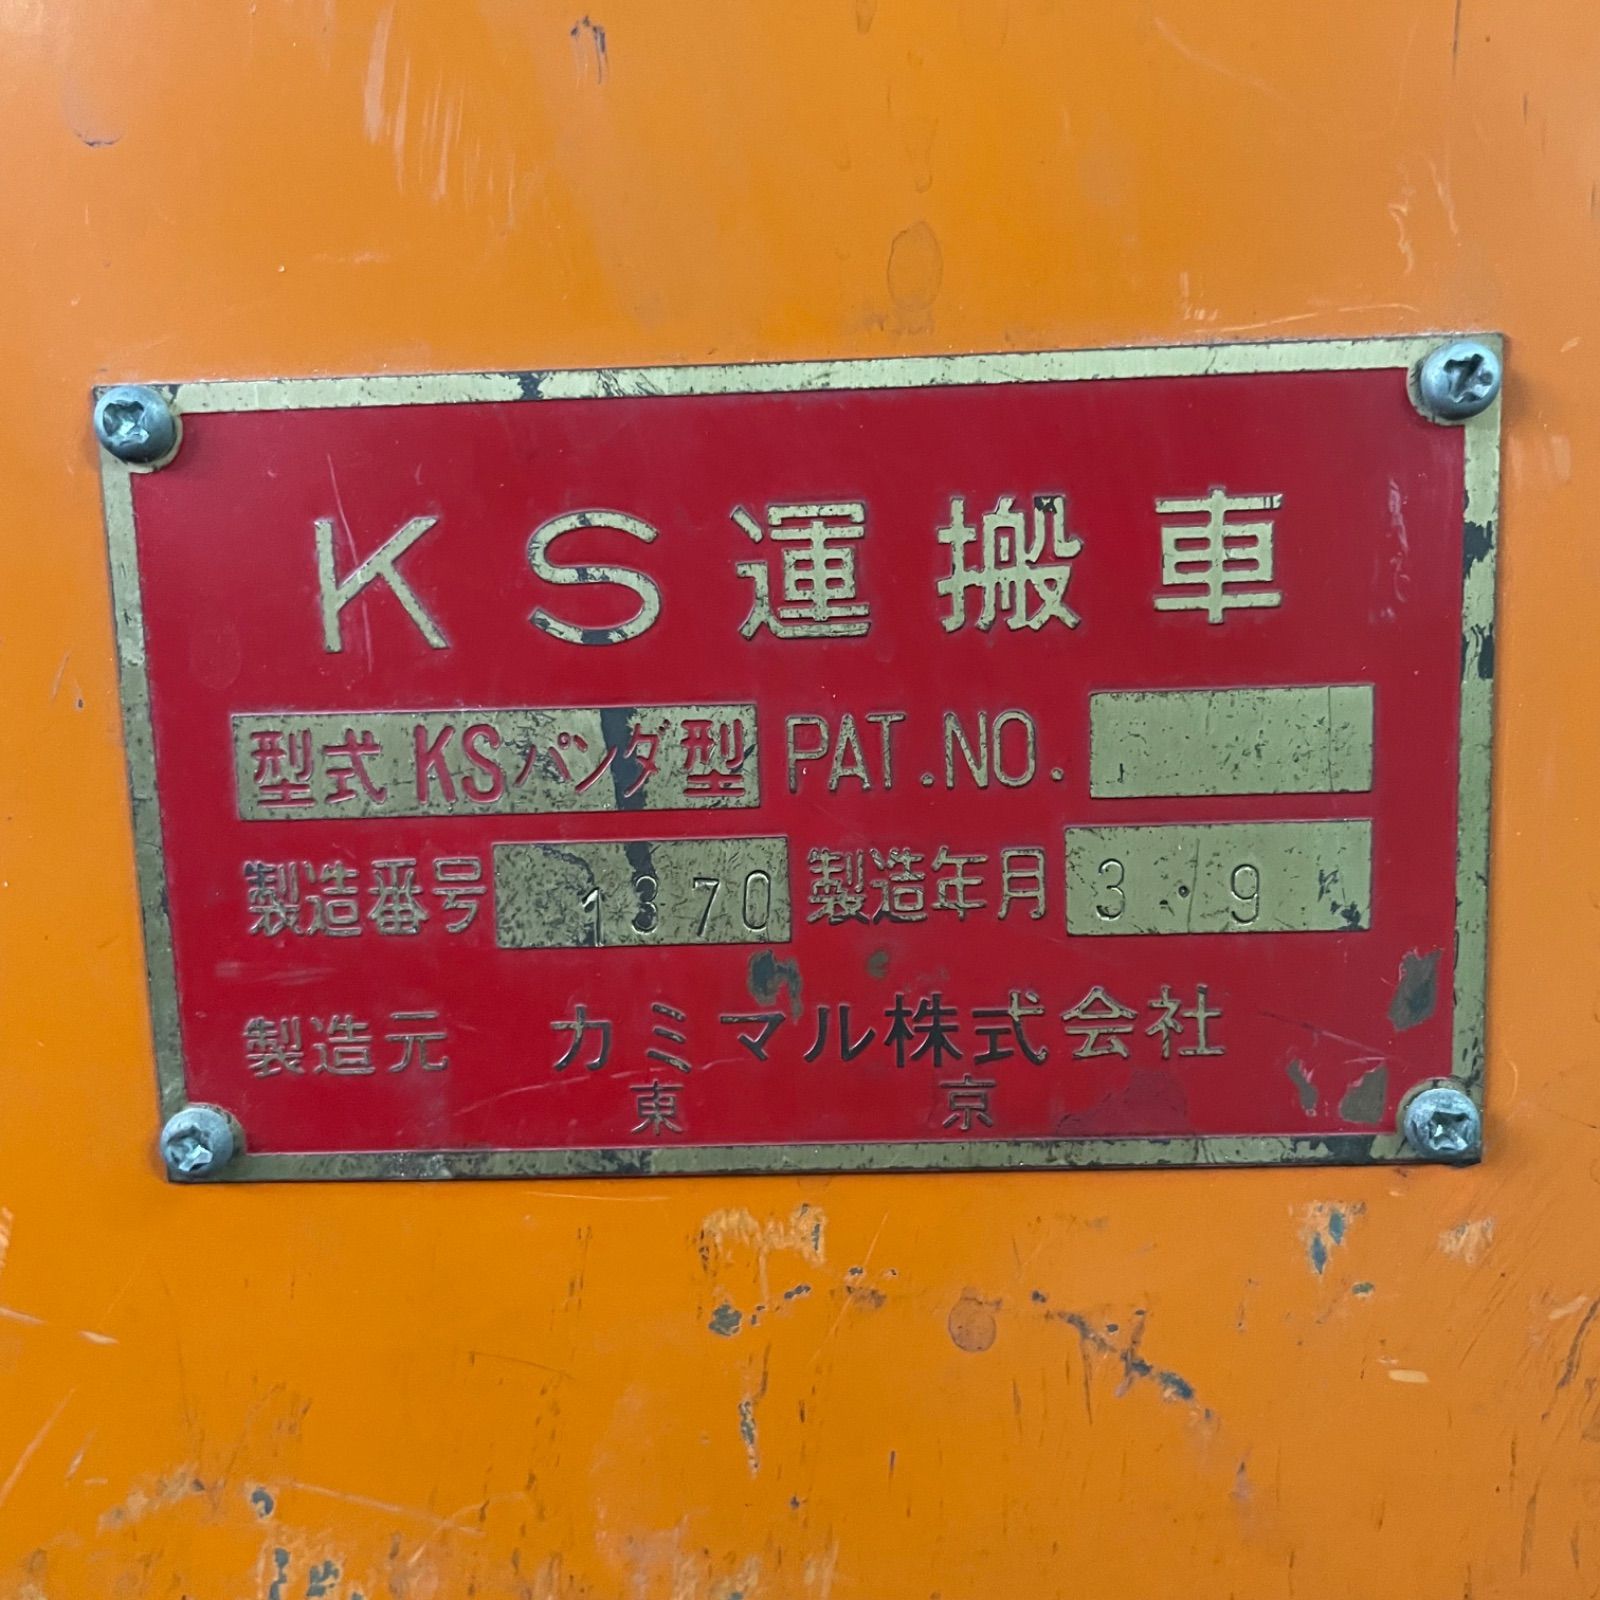 KS運搬車
型式 KSパンダ型 PAT.NO.
製造番号 1370 製造年月 3.9
製造元 カミマル株式会社
東京